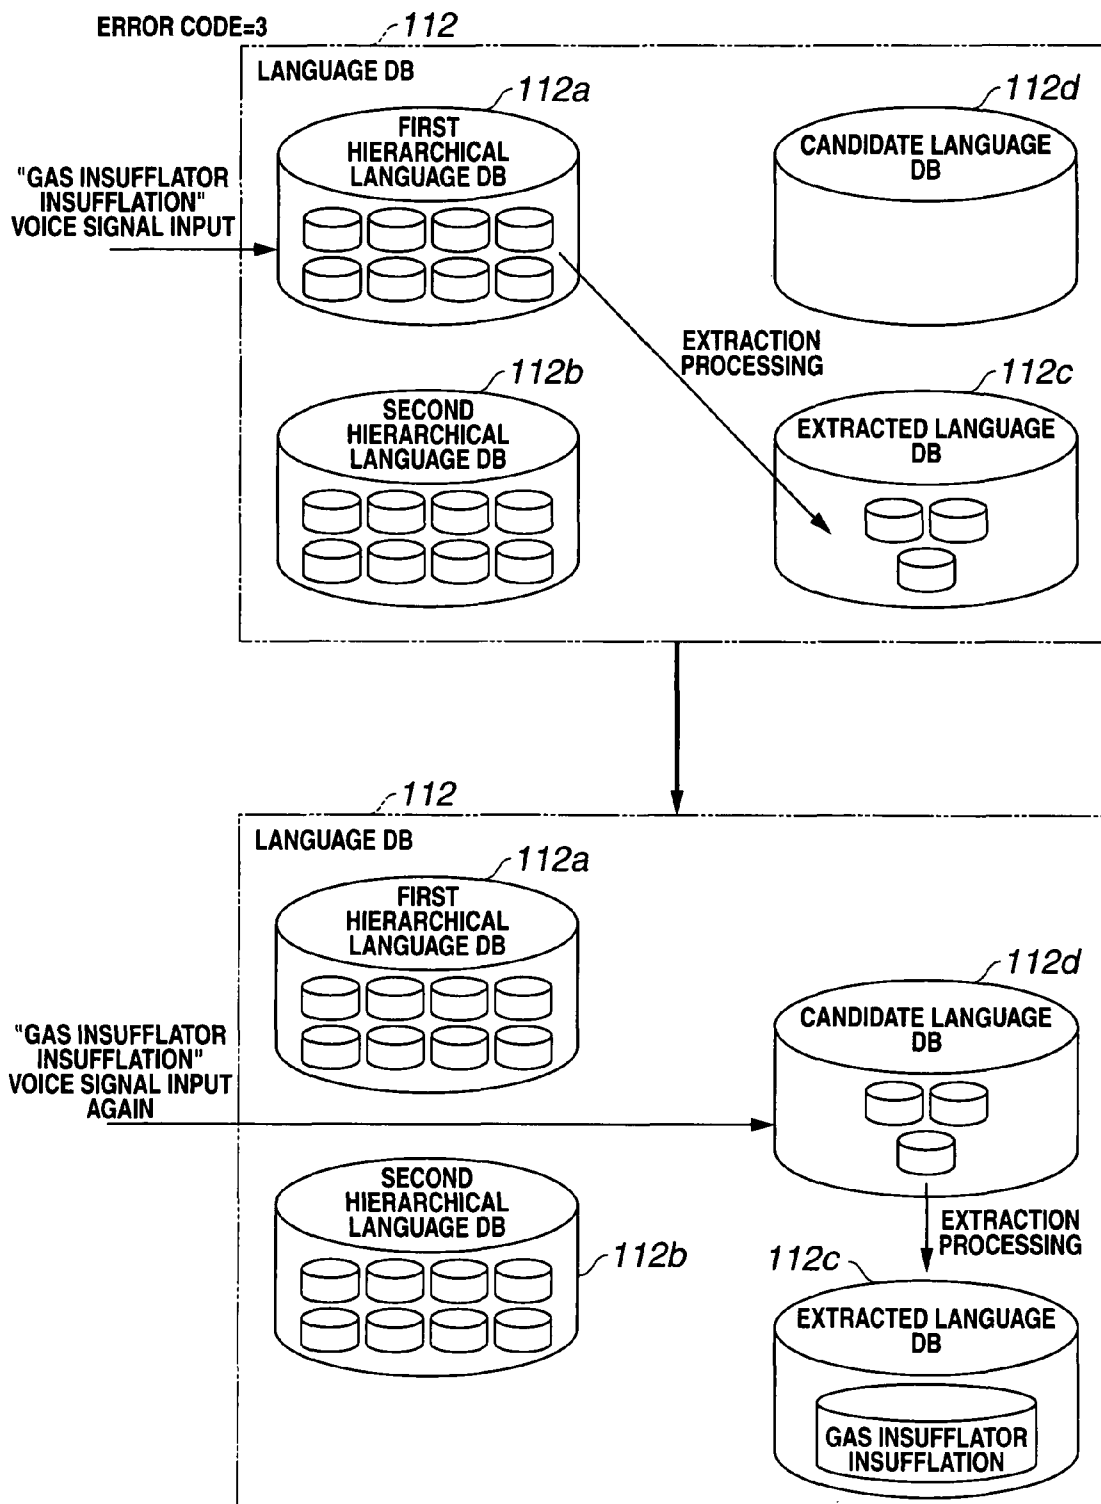 ERROR CODE=3
112
LANGUAGE DB
112a
FIRST
HIERARCHICAL
LANGUAGE DB
112d
CANDIDATE LANGUAGE
DB
"GAS INSUFFLATOR
INSUFFLATION"
VOICE SIGNAL INPUT
EXTRACTION
PROCESSING
112b
SECOND
HIERARCHICAL
LANGUAGE DB
112c
EXTRACTED LANGUAGE
DB
112
LANGUAGE DB
112a
FIRST
HIERARCHICAL
LANGUAGE DB
112d
CANDIDATE LANGUAGE
DB
"GAS INSUFFLATOR
INSUFFLATION"
VOICE SIGNAL INPUT
AGAIN
SECOND
HIERARCHICAL
LANGUAGE DB
112b
EXTRACTION
PROCESSING
112c
EXTRACTED LANGUAGE
DB
GAS INSUFFLATOR
INSUFFLATION